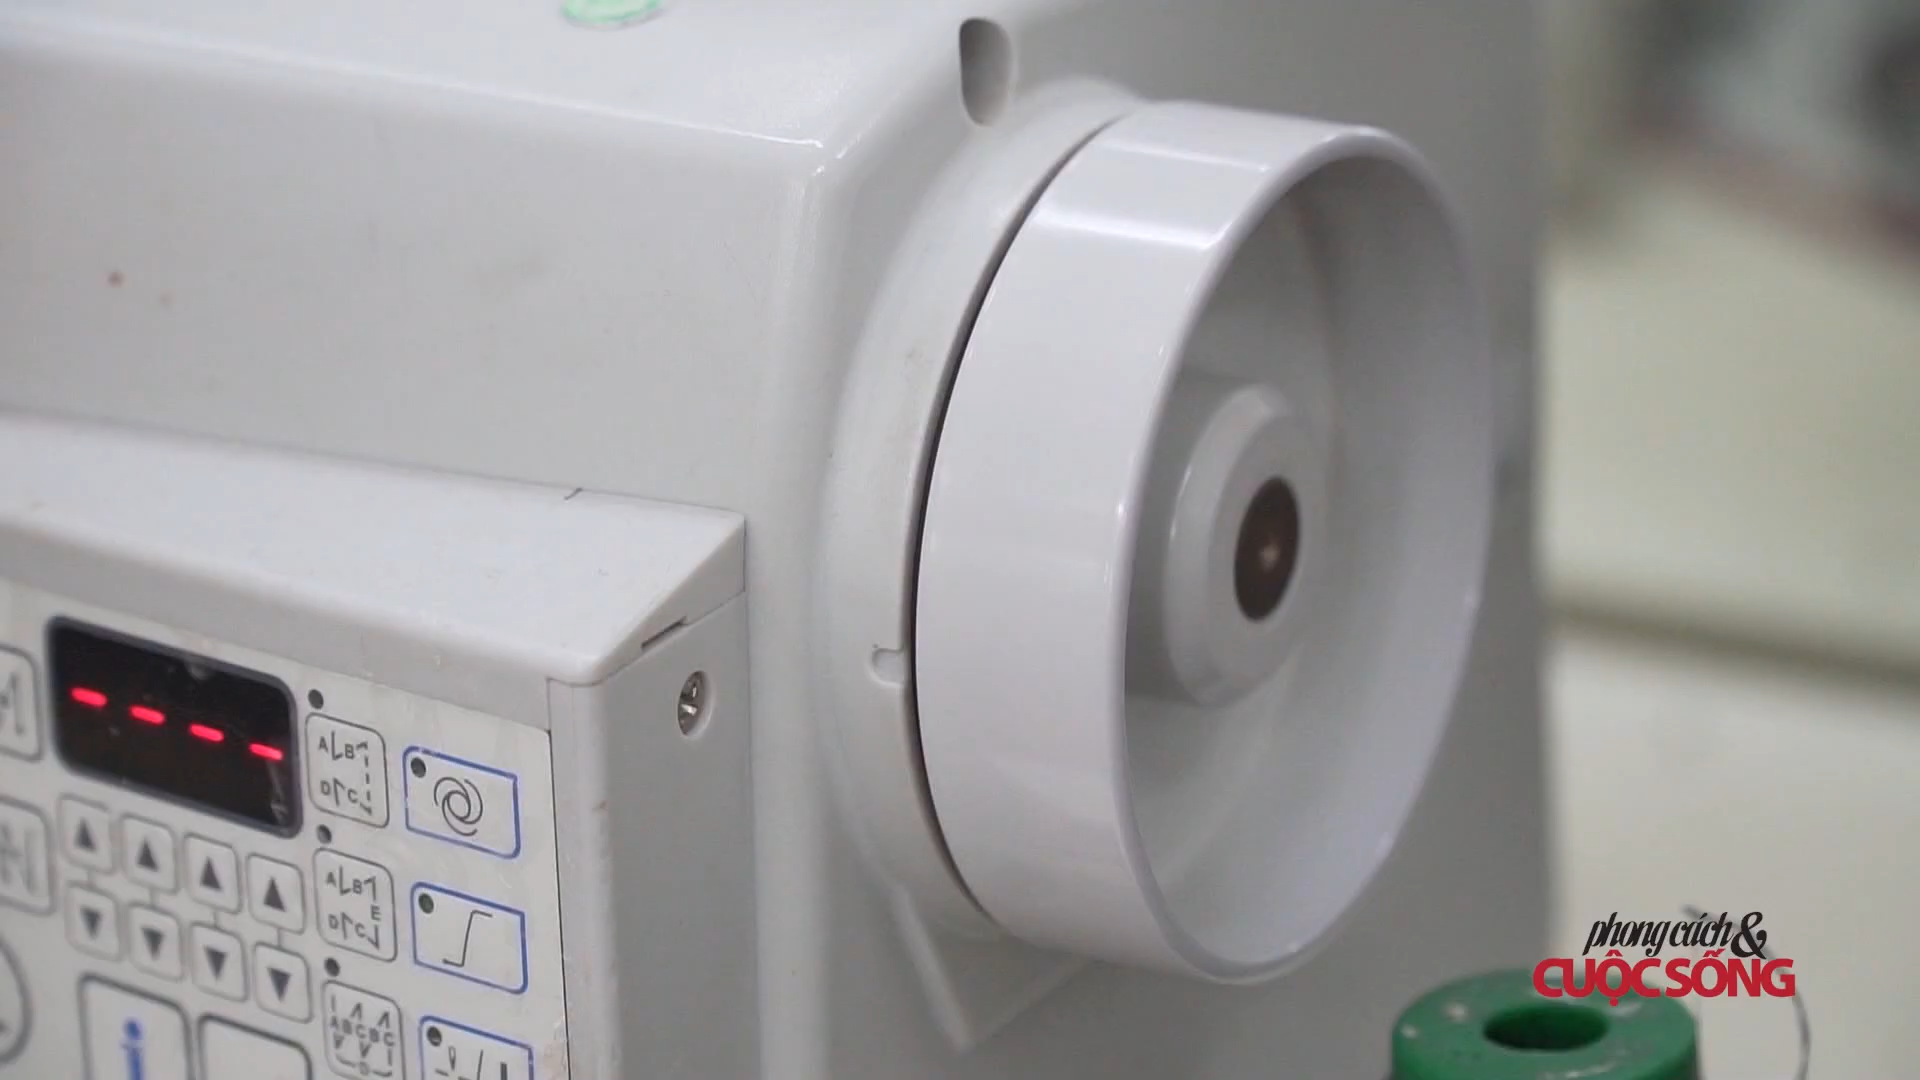 ----
A B
D C
A B
D C E
A B C B C
D
i
phong cách &
CUỘC SỐNG